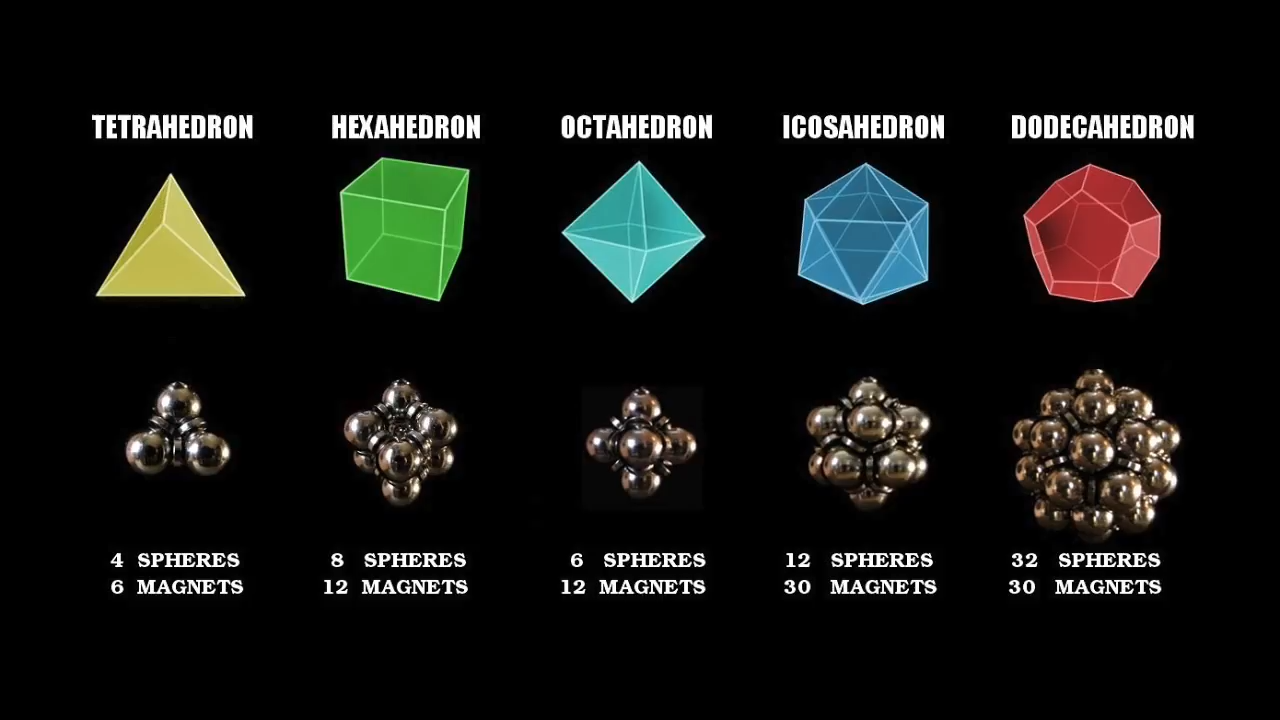 TETRAHEDRON
HEXAHEDRON
OCTAHEDRON
ICOSAHEDRON
DODECAHEDRON
4 SPHERES
6 MAGNETS
8 SPHERES
12 MAGNETS
6 SPHERES
12 MAGNETS
12 SPHERES
30 MAGNETS
32 SPHERES
30 MAGNETS